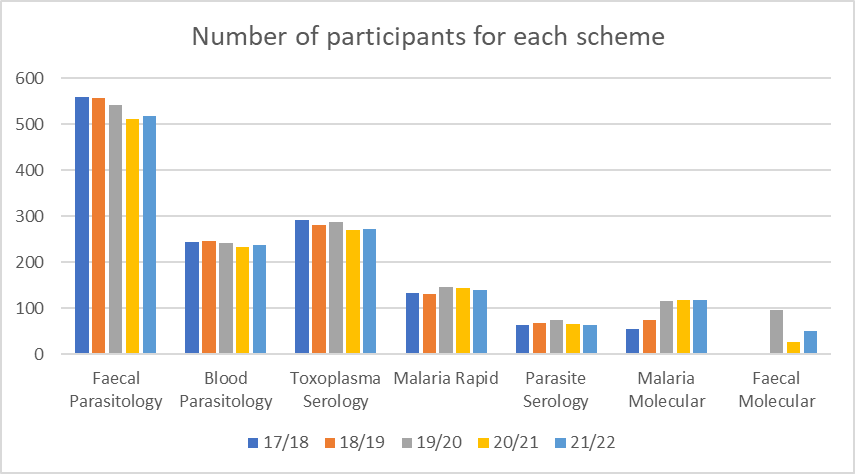 Number of participants for each scheme
600
500
400
300
200
100
0
Faecal Parasitology
Blood Parasitology
Toxoplasma Serology
Malaria Rapid
Parasite Serology
Malaria Molecular
Faecal Molecular
17/18 18/19 19/20 20/21 21/22